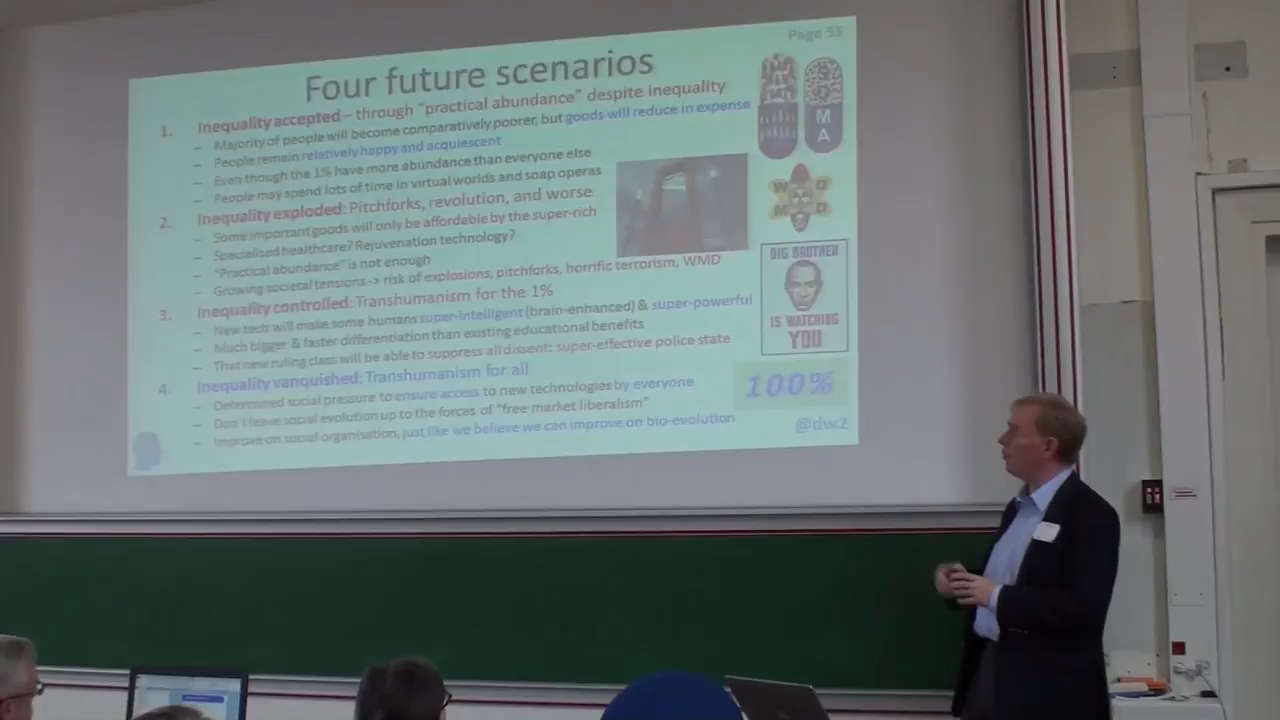 Page 35
Four future scenarios
1. Inequality accepted – through "practical abundance" despite inequality
– Majority of people will become comparatively poorer, but goods will reduce in expense
– People remain relatively happy and acquiescent
– Even though the 1% have more abundance than everyone else
– People may spend lots of time in virtual worlds and soap operas
2. Inequality exploded: Pitchforks, revolution, and worse
– Some important goods will only be affordable by the super-rich
– Specialised healthcare? Rejuvenation technology?
– "Practical abundance" is not enough
– Growing societal tensions -> risk of explosions, pitchforks, horrific terrorism, WMD
3. Inequality controlled: Transhumanism for the 1%
– New tech will make some humans super-intelligent (brain-enhanced) & super-powerful
– Much bigger & faster differentiation than existing educational benefits
– That new ruling class will be able to suppress all dissent: super-effective police state
4. Inequality vanquished: Transhumanism for all
– Determined social pressure to ensure access to new technologies by everyone
– Don't leave social evolution up to the forces of "free market liberalism"
– Improve on social organisation, just like we believe we can improve on bio-evolution
M
A
W O
M D
BIG BROTHER
IS WATCHING
YOU
100%
@dw2